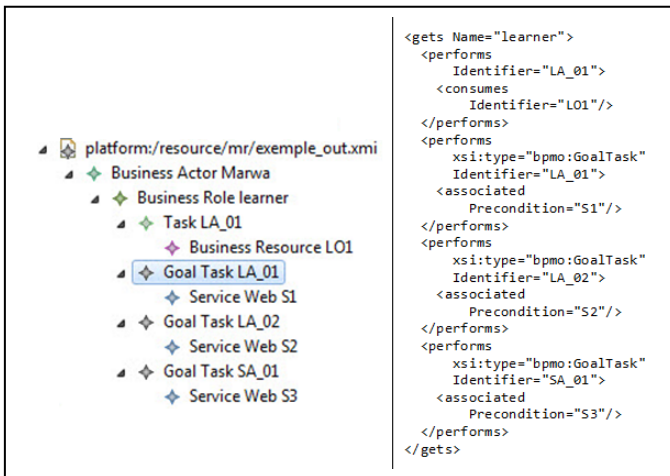 platform:/resource/mr/exemple_out.xmi
Business Actor Marwa
Business Role learner
Task LA_01
Business Resource LO1
Goal Task LA_01
Service Web S1
Goal Task LA_02
Service Web S2
Goal Task SA_01
Service Web S3
<gets Name="learner">
<performs
Identifier="LA_01">
<consumes
Identifier="LO1"/>
</performs>
<performs
xsi:type="bpmo:GoalTask"
Identifier="LA_01">
<associated
Precondition="S1"/>
</performs>
<performs
xsi:type="bpmo:GoalTask"
Identifier="LA_02">
<associated
Precondition="S2"/>
</performs>
<performs
xsi:type="bpmo:GoalTask"
Identifier="SA_01">
<associated
Precondition="S3"/>
</performs>
</gets>